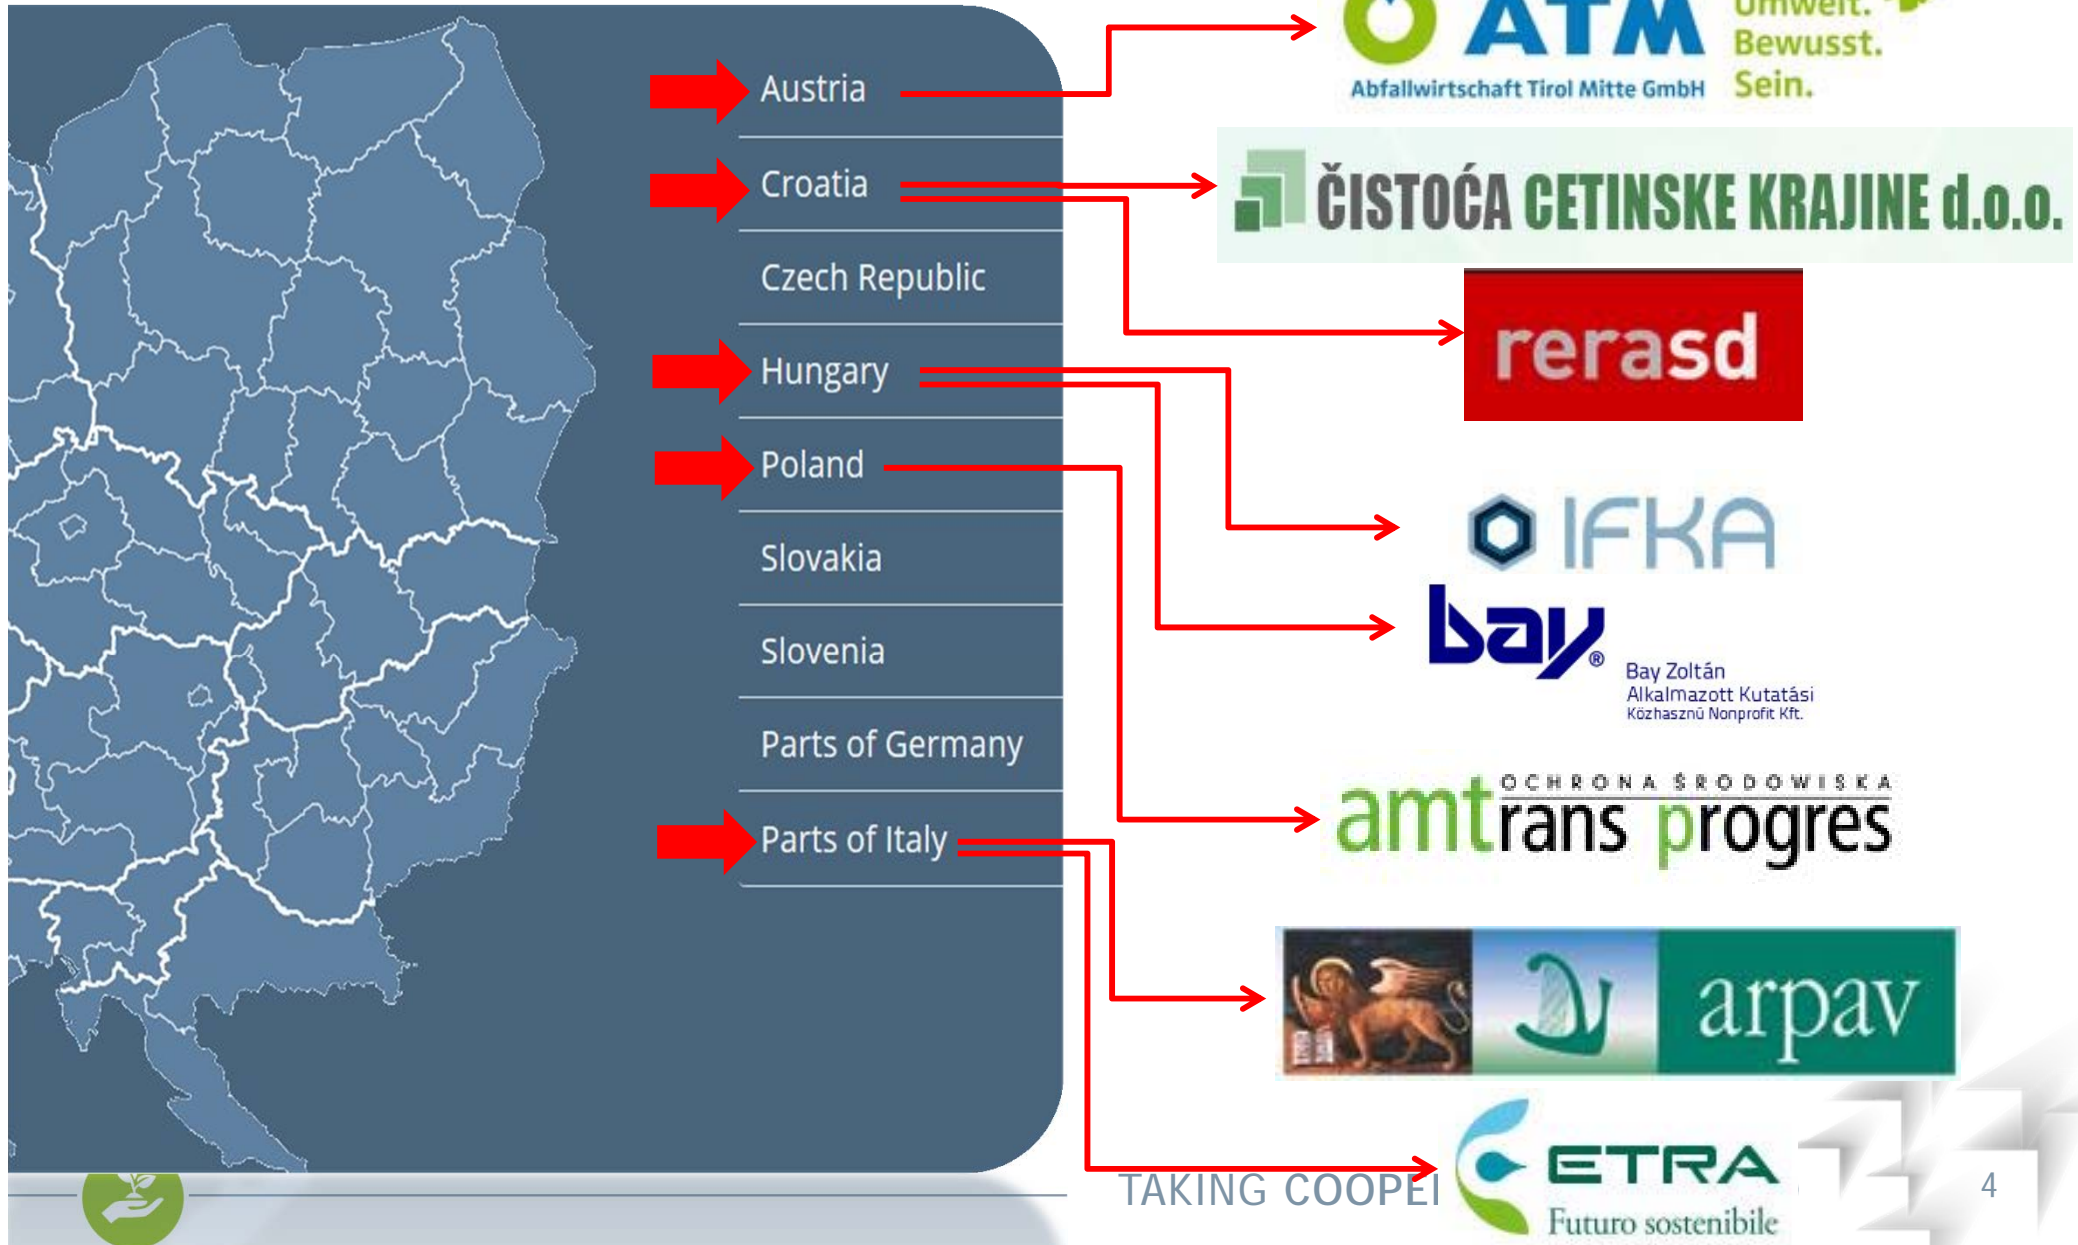 Austria
Croatia
Czech Republic
Hungary
Poland
Slovakia
Slovenia
Parts of Germany
Parts of Italy
ATM
Umwelt.
Bewusst.
Sein.
Abfallwirtschaft Tirol Mitte GmbH
ČISTOĆA CETINSKE KRAJINE d.o.o.
rerasd
IFKA
bay®
Bay Zoltán
Alkalmazott Kutatási
Közhasznú Nonprofit Kft.
OCHRONA ŚRODOWISKA
amtrans progres
arpav
ETRA
Futuro sostenibile
TAKING COOPE
4